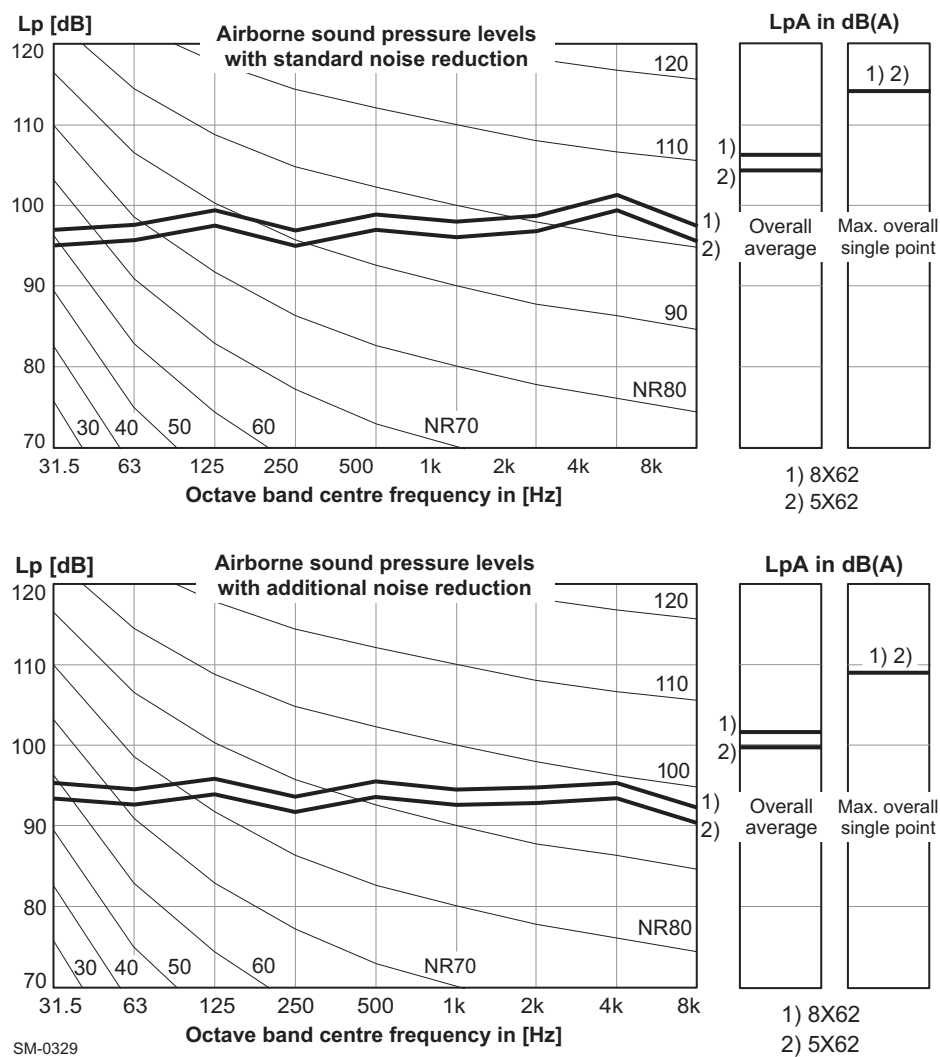 Lp [dB]
Airborne sound pressure levels
with standard noise reduction
LpA in dB(A)
120
110
100
90
80
70
120
110
90
NR80
NR70
60
50
40
30
1)
2)
31.5 63 125 250 500 1k 2k 4k 8k
Octave band centre frequency in [Hz]
1)
2)
Overall
average
1) 2)
Max. overall
single point
1) 8X62
2) 5X62
Lp [dB]
Airborne sound pressure levels
with additional noise reduction
LpA in dB(A)
120
110
100
90
80
70
120
110
100
NR80
NR70
60
50
40
30
1)
2)
31.5 63 125 250 500 1k 2k 4k 8k
Octave band centre frequency in [Hz]
1)
2)
Overall
average
1) 2)
Max. overall
single point
1) 8X62
2) 5X62
SM-0329